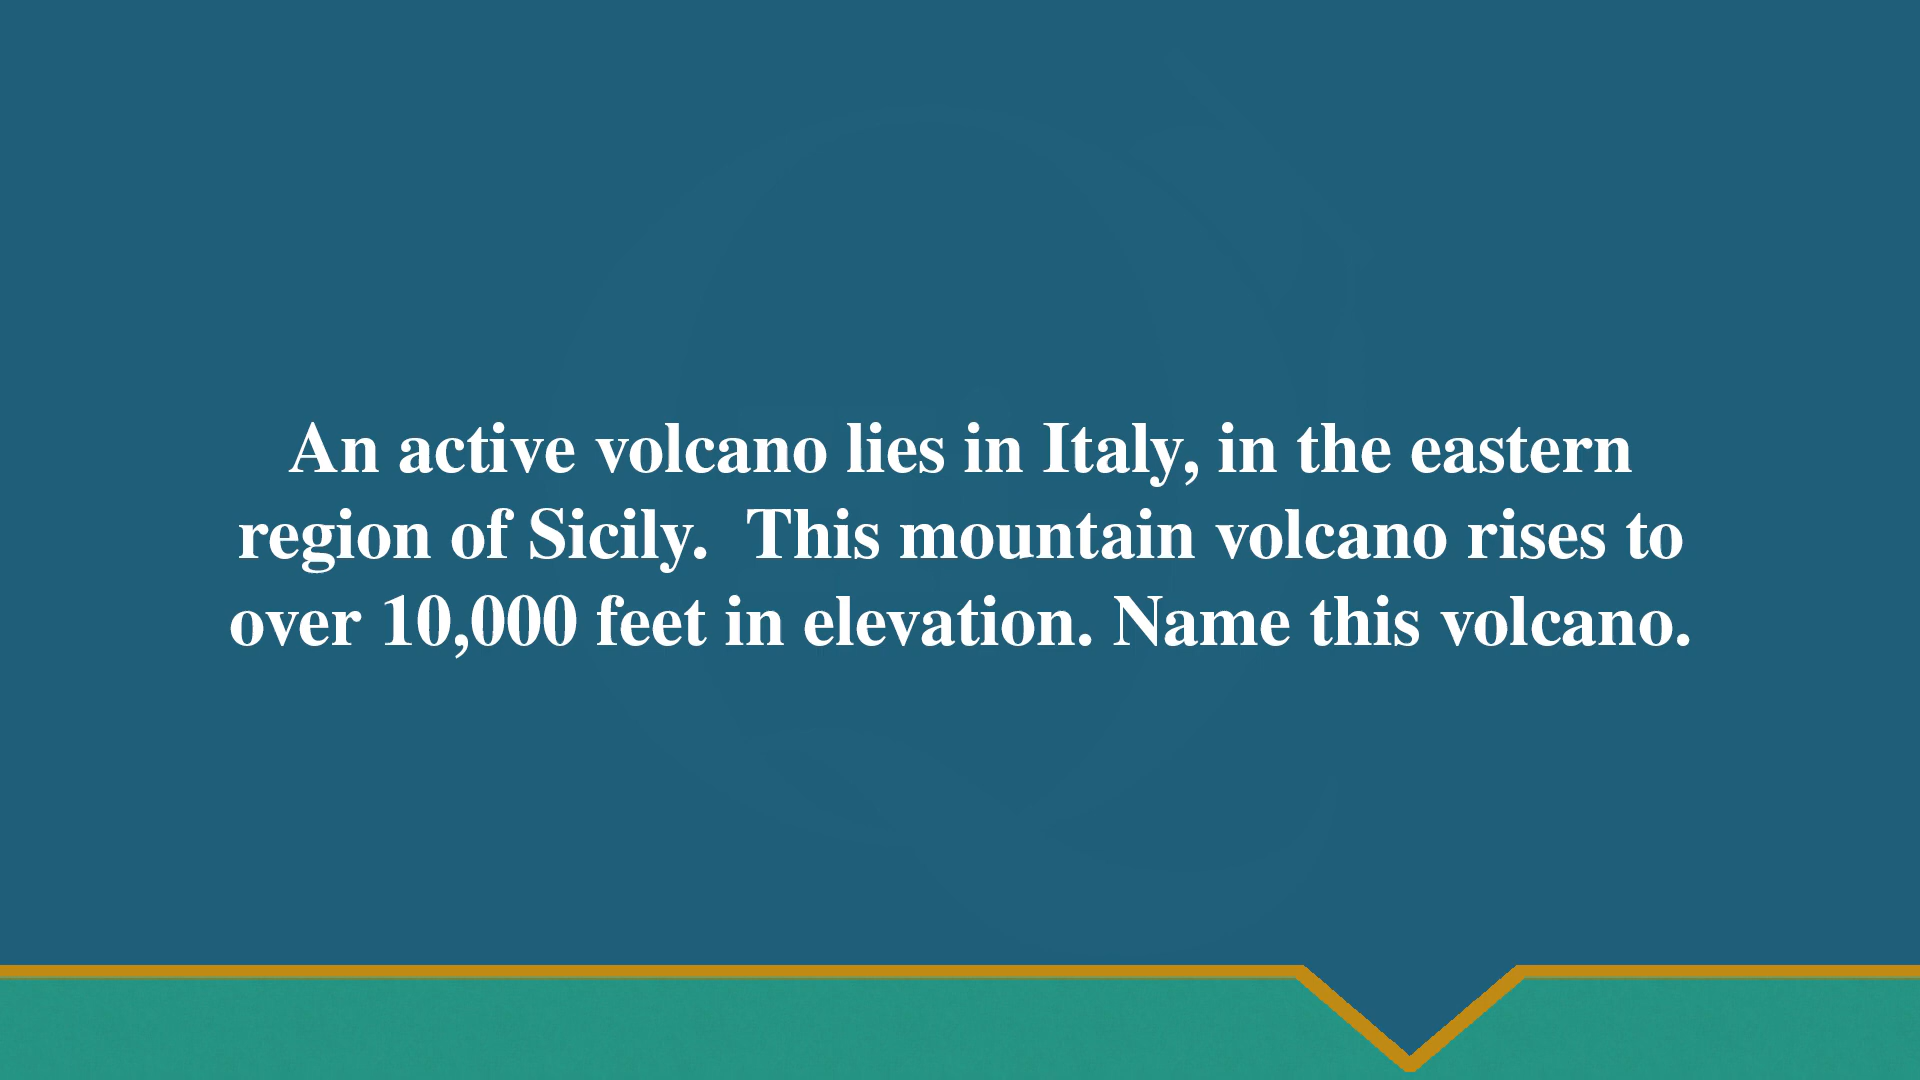 An active volcano lies in Italy, in the eastern
region of Sicily.  This mountain volcano rises to
over 10,000 feet in elevation. Name this volcano.